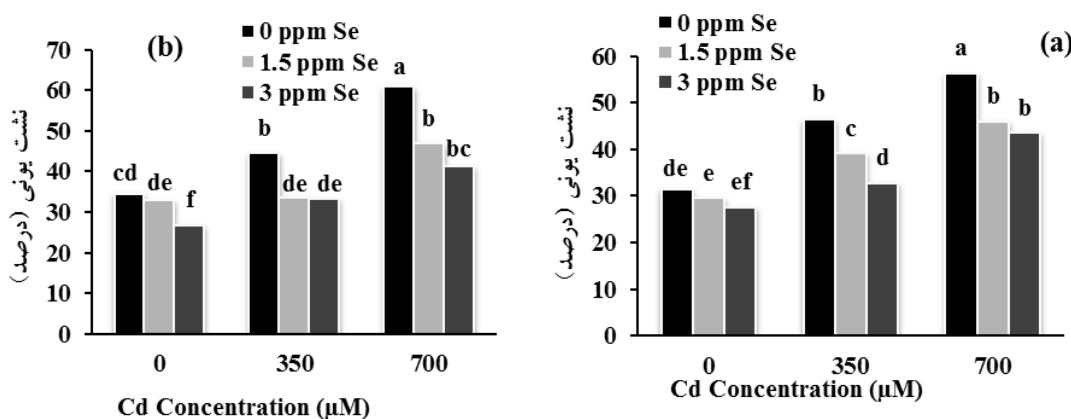 (b)
0 ppm Se
1.5 ppm Se
3 ppm Se
نشت یونی (درصد)
70
60
50
40
30
20
10
0
cd
de
f
b
de
de
a
b
bc
0
350
700
Cd Concentration (µM)
(a)
0 ppm Se
1.5 ppm Se
3 ppm Se
نشت یونی (درصد)
60
50
40
30
20
10
0
de
e
ef
b
c
d
a
b
b
0
350
700
Cd Concentration (µM)